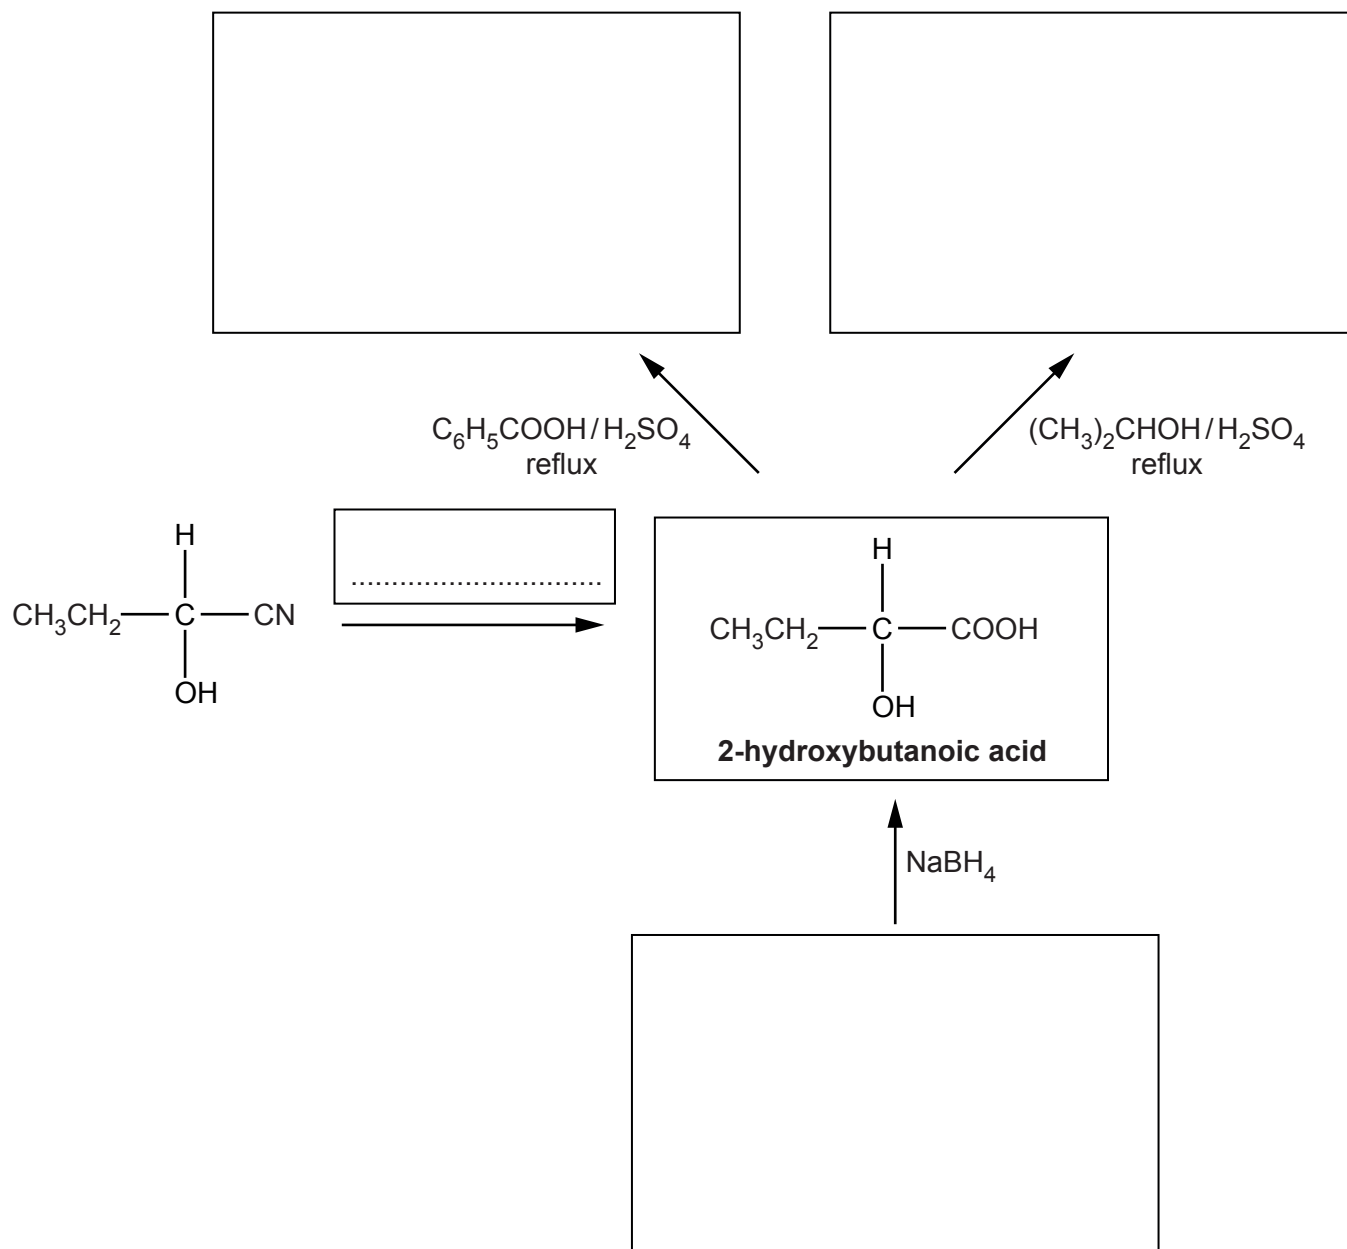 C₆H₅COOH/H₂SO₄
reflux
(CH₃)₂CHOH/H₂SO₄
reflux
H
CH₃CH₂—C—CN
OH
..............................
H
CH₃CH₂—C—COOH
OH
2-hydroxybutanoic acid
NaBH₄